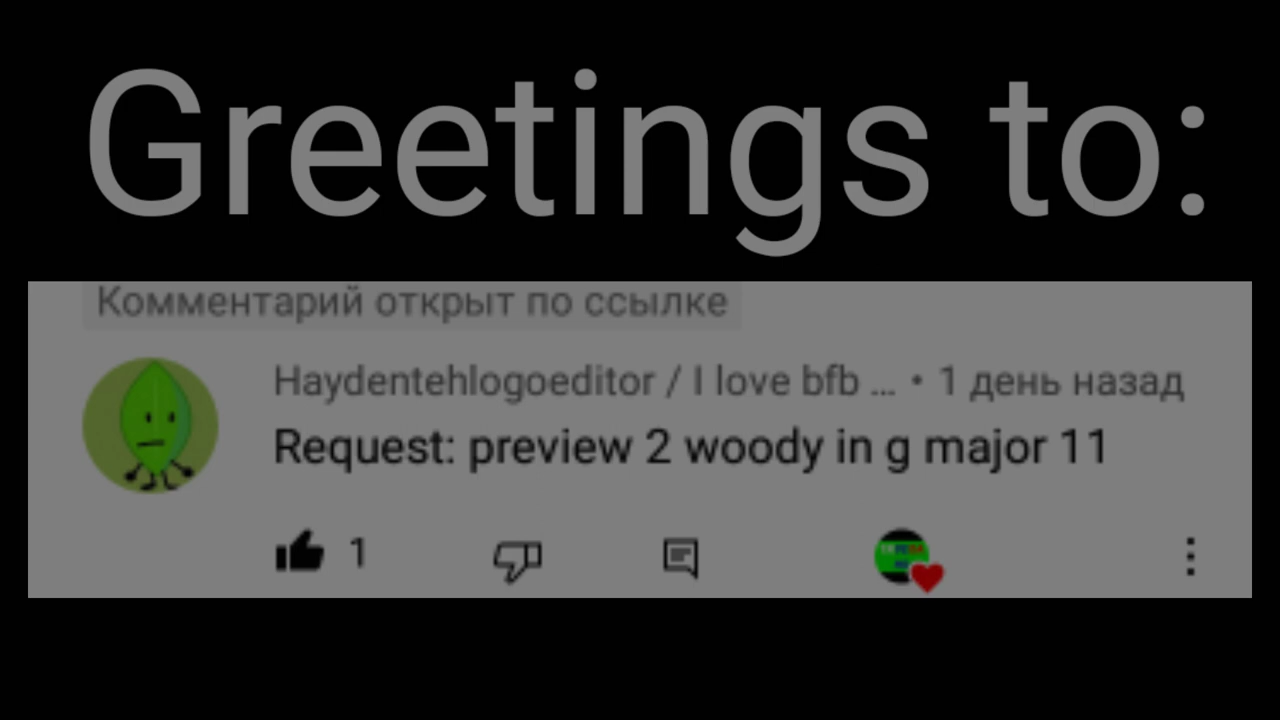 Greetings to:
Комментарий открыт по ссылке
Haydentehlogoeditor / I love bfb ... • 1 день назад
Request: preview 2 woody in g major 11
1